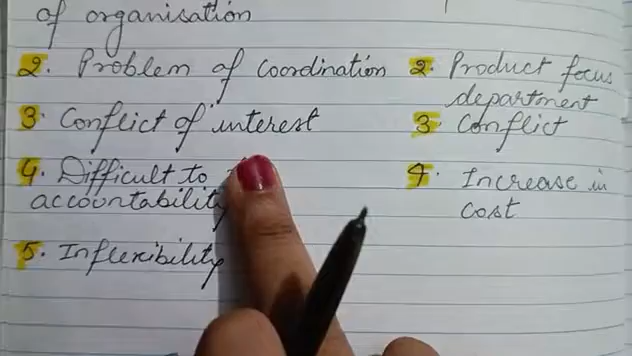 of organisation
2. Problem of coordination
3. Conflict of interest
4. Difficult to
accountability
5. Inflexibility
2. Product focus
department
3. Conflict
4. Increase in
cost